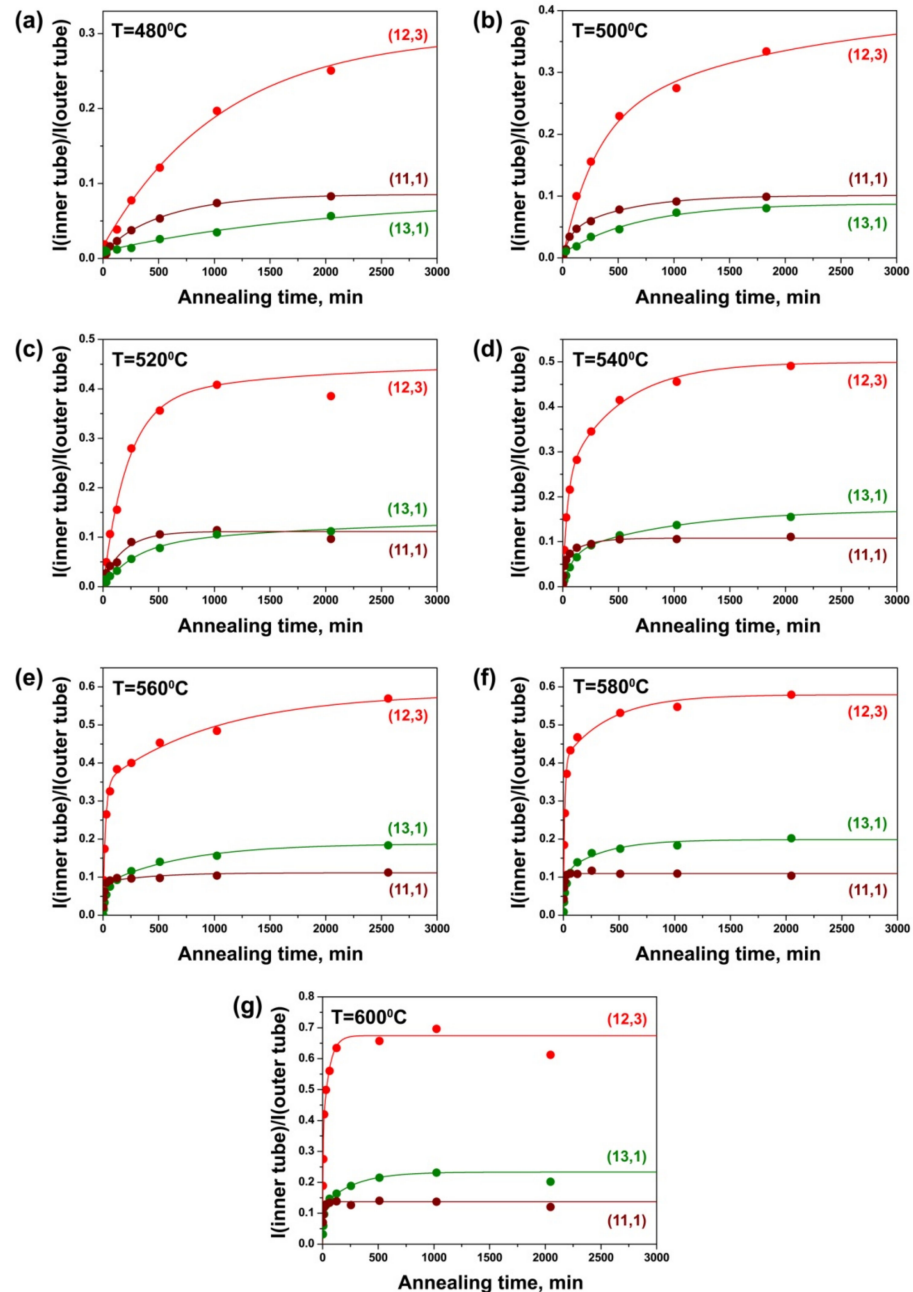 (a)
T=480⁰C
I(inner tube)/I(outer tube)
0.3
0.2
0.1
0.0
(12,3)
(11,1)
(13,1)
0 500 1000 1500 2000 2500 3000
Annealing time, min
(b)
T=500⁰C
I(inner tube)/I(outer tube)
0.4
0.3
0.2
0.1
0.0
(12,3)
(11,1)
(13,1)
0 500 1000 1500 2000 2500 3000
Annealing time, min
(c)
T=520⁰C
I(inner tube)/I(outer tube)
0.5
0.4
0.3
0.2
0.1
0.0
(12,3)
(13,1)
(11,1)
0 500 1000 1500 2000 2500 3000
Annealing time, min
(d)
T=540⁰C
I(inner tube)/I(outer tube)
0.5
0.4
0.3
0.2
0.1
0.0
(12,3)
(13,1)
(11,1)
0 500 1000 1500 2000 2500 3000
Annealing time, min
(e)
T=560⁰C
I(inner tube)/I(outer tube)
0.6
0.5
0.4
0.3
0.2
0.1
0.0
(12,3)
(13,1)
(11,1)
0 500 1000 1500 2000 2500 3000
Annealing time, min
(f)
T=580⁰C
I(inner tube)/I(outer tube)
0.6
0.5
0.4
0.3
0.2
0.1
0.0
(12,3)
(13,1)
(11,1)
0 500 1000 1500 2000 2500 3000
Annealing time, min
(g)
T=600⁰C
I(inner tube)/I(outer tube)
0.8
0.7
0.6
0.5
0.4
0.3
0.2
0.1
0.0
(12,3)
(13,1)
(11,1)
0 500 1000 1500 2000 2500 3000
Annealing time, min